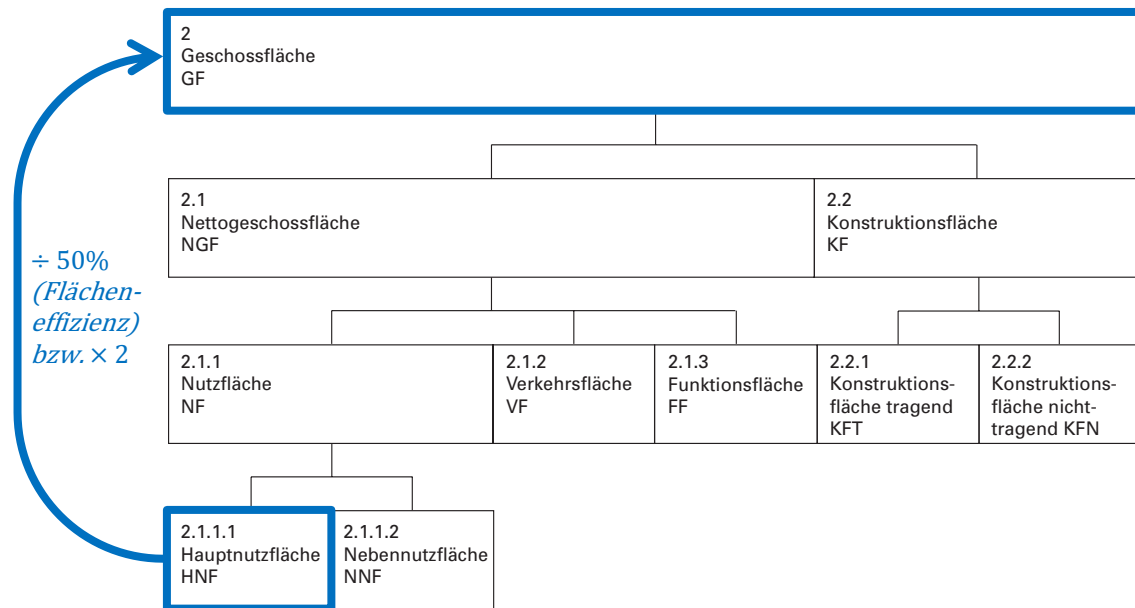 2
Geschossfläche
GF
2.1
Nettogeschossfläche
NGF
2.2
Konstruktionsfläche
KF
÷ 50%
(Flächen-
effizienz)
bzw. × 2
2.1.1
Nutzfläche
NF
2.1.2
Verkehrsfläche
VF
2.1.3
Funktionsfläche
FF
2.2.1
Konstruktions-
fläche tragend
KFT
2.2.2
Konstruktions-
fläche nicht-
tragend KFN
2.1.1.1
Hauptnutzfläche
HNF
2.1.1.2
Nebennutzfläche
NNF